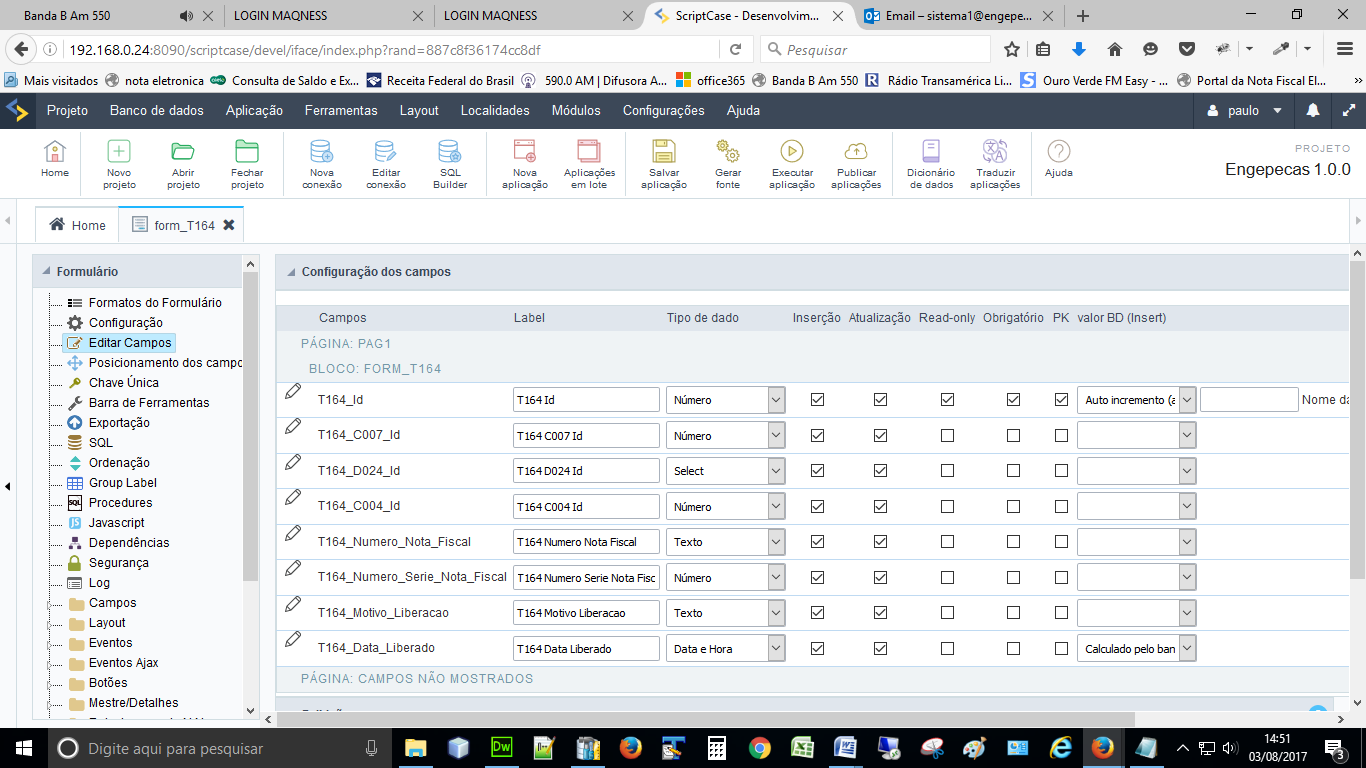 Banda B Am 550
LOGIN MAQNESS
LOGIN MAQNESS
ScriptCase - Desenvolvim...
Email – sistema1@engepe...
192.168.0.24:8090/scriptcase/devel/iface/index.php?rand=887c8f36174cc8df
Pesquisar
Mais visitados
nota eletronica
Consulta de Saldo e Ex...
Receita Federal do Brasil
590.0 AM | Difusora A...
office365
Banda B Am 550
Rádio Transamérica Li...
Ouro Verde FM Easy - ...
Portal da Nota Fiscal El...
Projeto
Banco de dados
Aplicação
Ferramentas
Layout
Localidades
Módulos
Configurações
Ajuda
paulo
Home
Novo
projeto
Abrir
projeto
Fechar
projeto
Nova
conexão
Editar
conexão
SQL
Builder
Nova
aplicação
Aplicações
em lote
Salvar
aplicação
Gerar
fonte
Executar
aplicação
Publicar
aplicações
Dicionário
de dados
Traduzir
aplicações
Ajuda
PROJETO
Engepecas 1.0.0
Home
form_T164
Formulário
Formatos do Formulário
Configuração
Editar Campos
Posicionamento dos campo
Chave Única
Barra de Ferramentas
Exportação
SQL
Ordenação
Group Label
Procedures
Javascript
Dependências
Segurança
Log
Campos
Layout
Eventos
Eventos Ajax
Botões
Mestre/Detalhes
Configuração dos campos
Campos Label Tipo de dado Inserção Atualização Read-only Obrigatório PK valor BD (Insert)
PÁGINA: PAG1
BLOCO: FORM_T164
T164_Id T164 Id Número Auto incremento (a Nome da
T164_C007_Id T164 C007 Id Número
T164_D024_Id T164 D024 Id Select
T164_C004_Id T164 C004 Id Número
T164_Numero_Nota_Fiscal T164 Numero Nota Fiscal Texto
T164_Numero_Serie_Nota_Fiscal T164 Numero Serie Nota Fisc Número
T164_Motivo_Liberacao T164 Motivo Liberacao Texto
T164_Data_Liberado T164 Data Liberado Data e Hora Calculado pelo ban
PÁGINA: CAMPOS NÃO MOSTRADOS
Digite aqui para pesquisar
14:51
03/08/2017
3